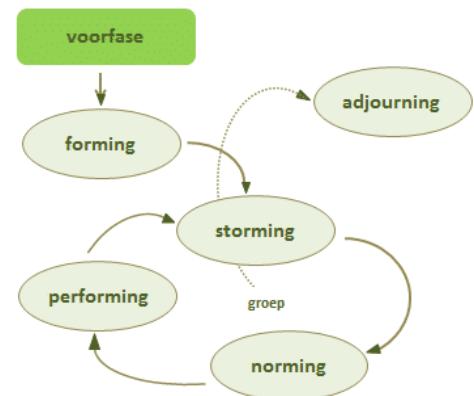 voorfase
adjourning
forming
storming
performing
groep
norming